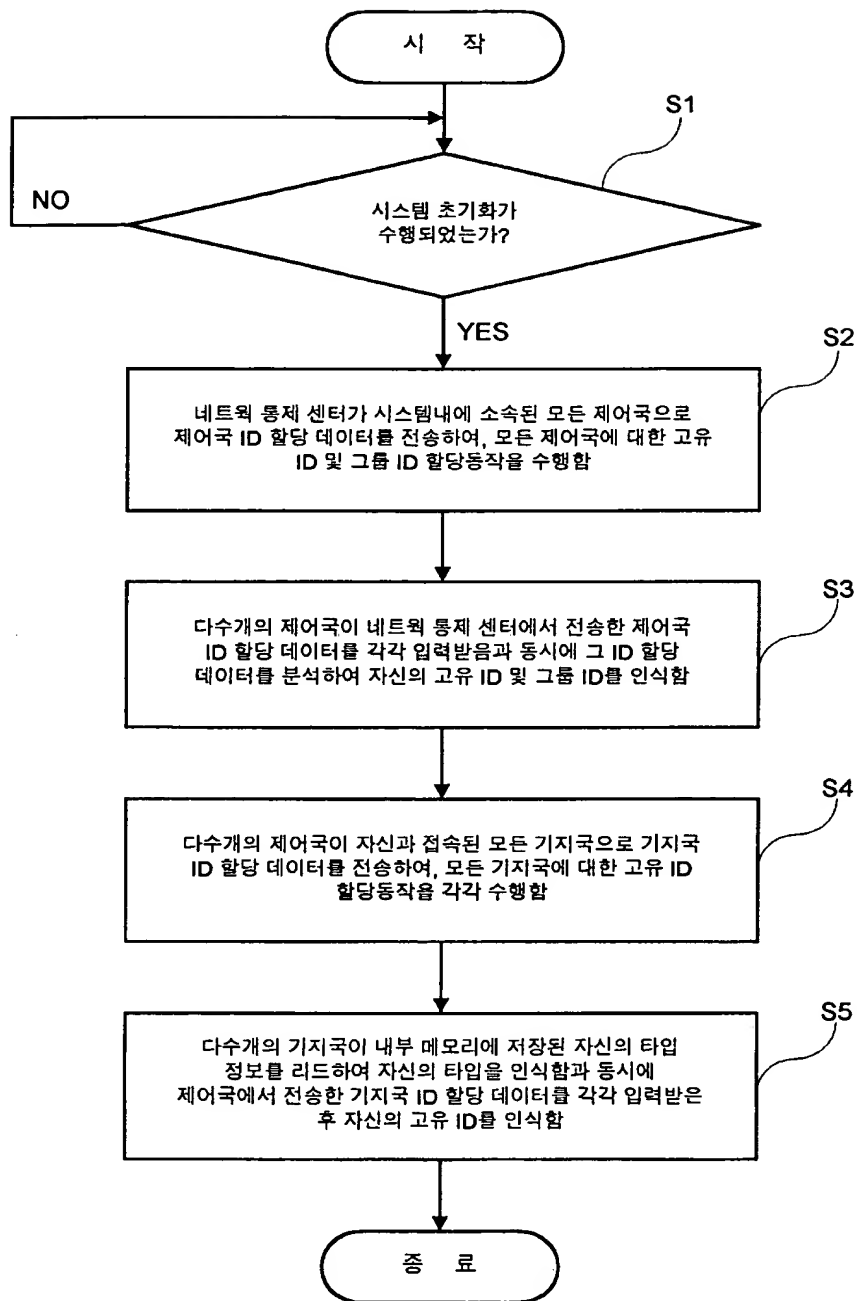 시 작
S1
NO
시스템 초기화가
수행되었는가?
YES
S2
네트웍 통제 센터가 시스템내에 소속된 모든 제어국으로
제어국 ID 할당 데이터를 전송하여, 모든 제어국에 대한 고유
ID 및 그룹 ID 할당동작을 수행함
S3
다수개의 제어국이 네트웍 통제 센터에서 전송한 제어국
ID 할당 데이터를 각각 입력받음과 동시에 그 ID 할당
데이터를 분석하여 자신의 고유 ID 및 그룹 ID를 인식함
S4
다수개의 제어국이 자신과 접속된 모든 기지국으로 기지국
ID 할당 데이터를 전송하여, 모든 기지국에 대한 고유 ID
할당동작을 각각 수행함
S5
다수개의 기지국이 내부 메모리에 저장된 자신의 타입
정보를 리드하여 자신의 타입을 인식함과 동시에
제어국에서 전송한 기지국 ID 할당 데이터를 각각 입력받은
후 자신의 고유 ID를 인식함
종 료